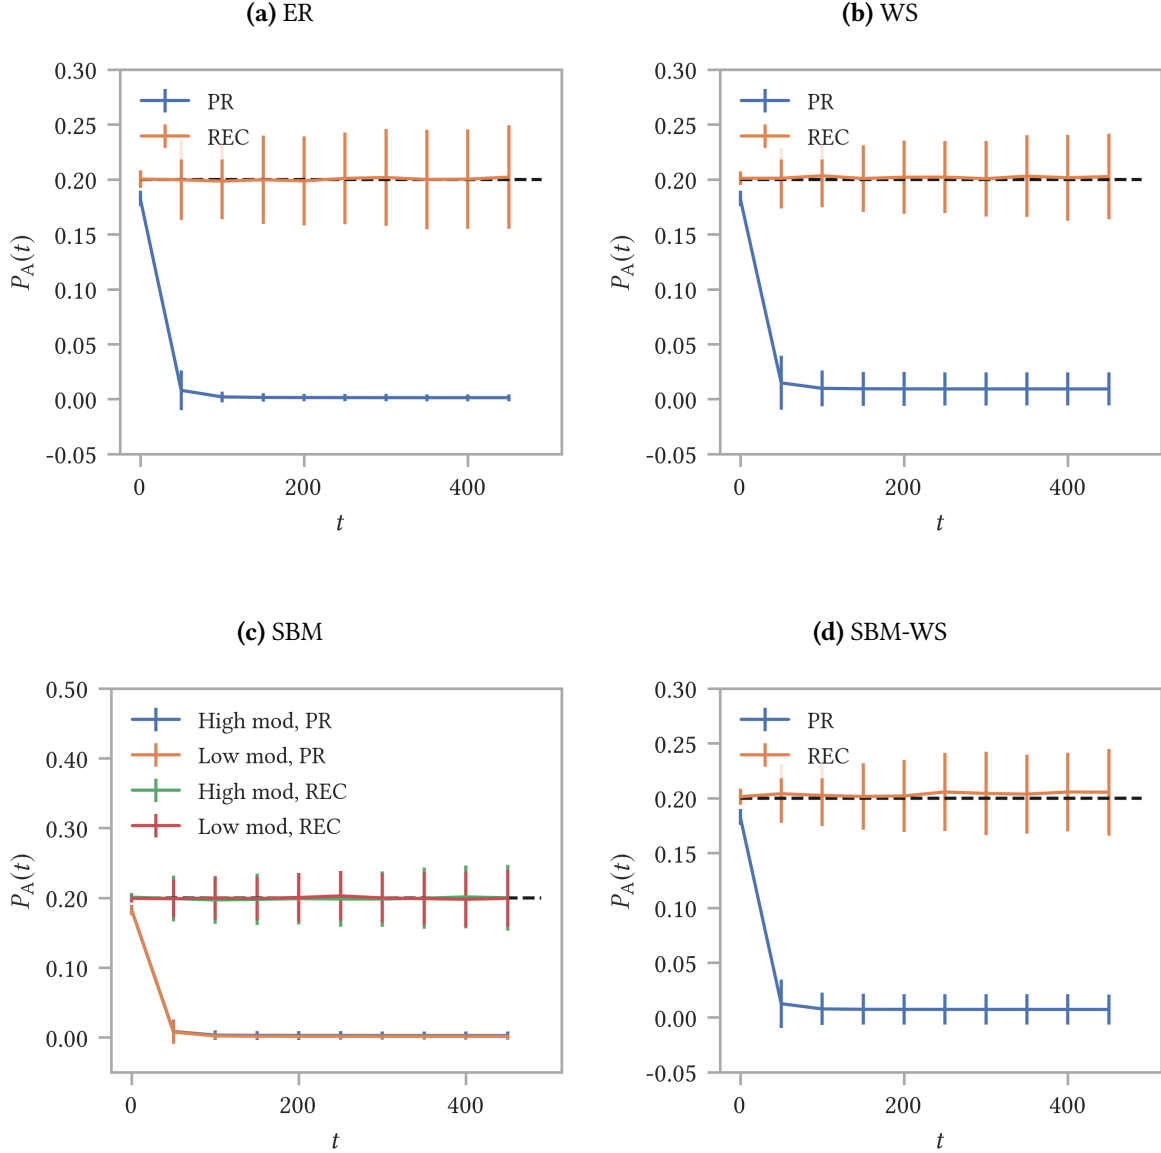 (a) ER
0.30
0.25
0.20
0.15
0.10
0.05
0.00
-0.05
P_A(t)
PR
REC
0 200 400
t
(b) WS
0.30
0.25
0.20
0.15
0.10
0.05
0.00
-0.05
P_A(t)
PR
REC
0 200 400
t
(c) SBM
0.50
0.40
0.30
0.20
0.10
0.00
P_A(t)
High mod, PR
Low mod, PR
High mod, REC
Low mod, REC
0 200 400
t
(d) SBM-WS
0.30
0.25
0.20
0.15
0.10
0.05
0.00
-0.05
P_A(t)
PR
REC
0 200 400
t